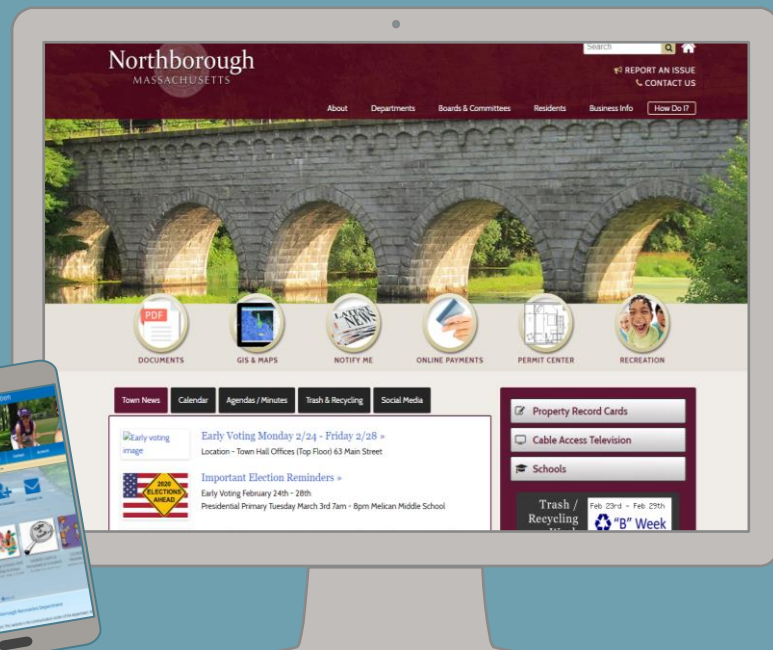 Northborough
MASSACHUSETTS
Search
REPORT AN ISSUE
CONTACT US
About Departments Boards & Committees Residents Business Info How Do I?
PDF
LATEST
NEWS
DOCUMENTS GIS & MAPS NOTIFY ME ONLINE PAYMENTS PERMIT CENTER RECREATION
Town News Calendar Agendas / Minutes Trash & Recycling Social Media
Early voting
image
Early Voting Monday 2/24 - Friday 2/28 »
Location - Town Hall Offices (Top Floor) 63 Main Street
2020
ELECTIONS
AHEAD
Important Election Reminders »
Early Voting February 24th - 28th
Presidential Primary Tuesday March 3rd 7am - 8pm Melican Middle School
Property Record Cards
Cable Access Television
Schools
Trash /
Recycling
Feb 23rd - Feb 29th
"B" Week